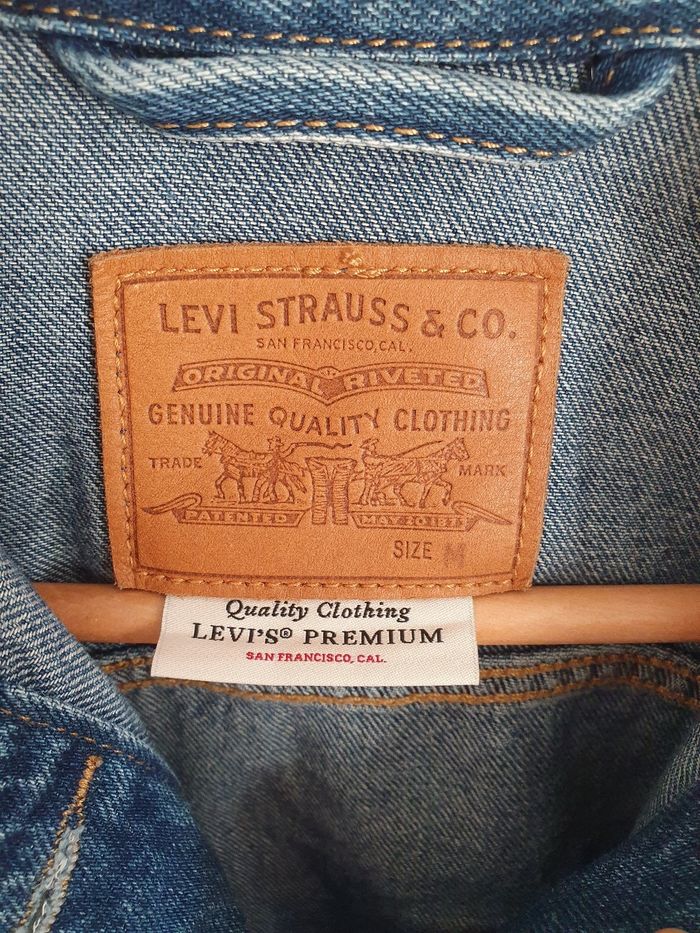 LEVI STRAUSS & CO.
SAN FRANCISCO, CAL.
ORIGINAL RIVETED
GENUINE QUALITY CLOTHING
TRADE MARK
PATENTED MAY 20 1873
SIZE M
Quality Clothing
LEVI'S® PREMIUM
SAN FRANCISCO, CAL.